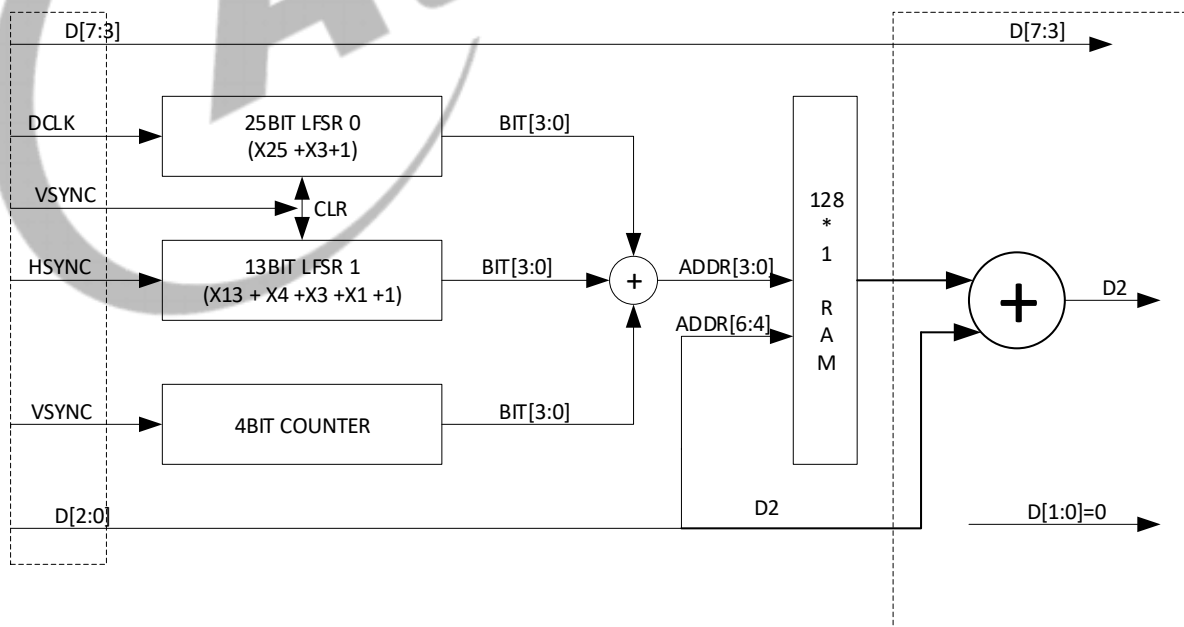 D[7:3]
D[7:3]
DCLK
25BIT LFSR 0
(X25 +X3+1)
BIT[3:0]
VSYNC
CLR
HSYNC
13BIT LFSR 1
(X13 + X4 +X3 +X1 +1)
BIT[3:0]
+
ADDR[3:0]
ADDR[6:4]
128
*
1
R
A
M
+
D2
VSYNC
4BIT COUNTER
BIT[3:0]
D[2:0]
D2
D[1:0]=0